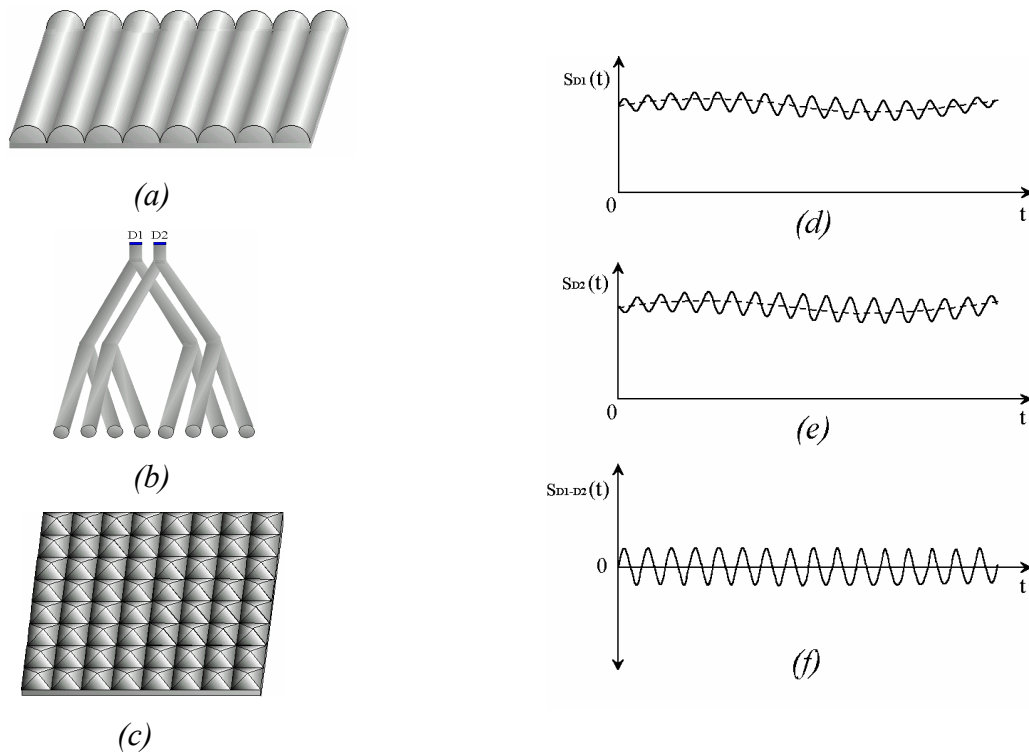 (a)
D1 D2
(b)
(c)
SD1(t)
0
t
(d)
SD2(t)
0
t
(e)
SD1-D2(t)
0
t
(f)